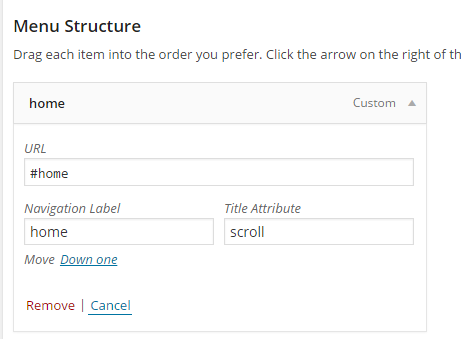 Menu Structure
Drag each item into the order you prefer. Click the arrow on the right of th
home Custom
URL
#home
Navigation Label Title Attribute
home scroll
Move Down one
Remove | Cancel